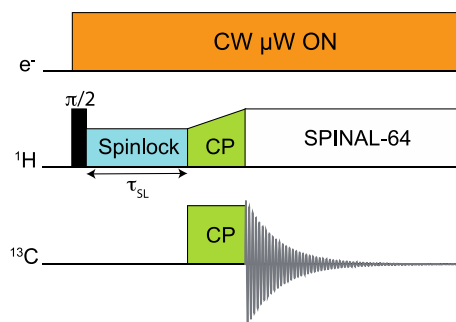 CW µW ON
e-
π/2
Spinlock
CP
SPINAL-64
¹H
τSL
CP
¹³C